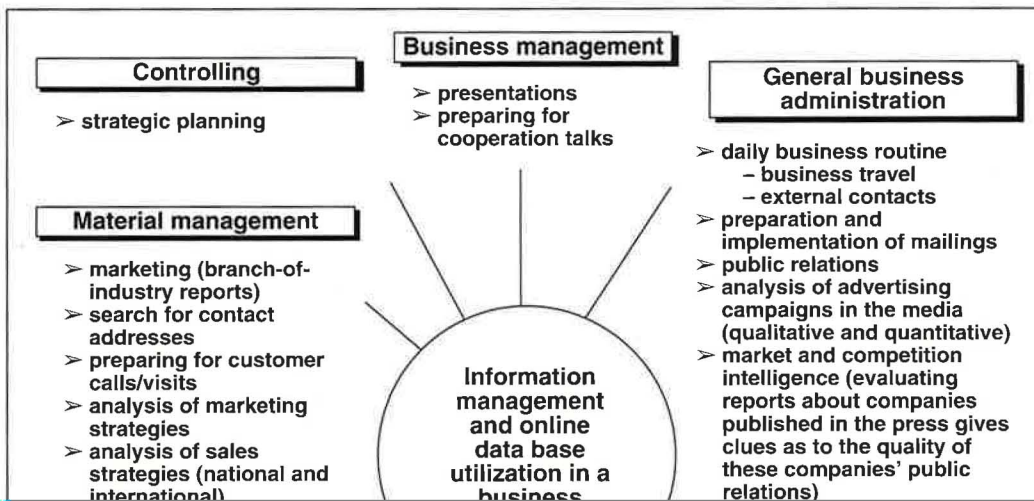 Controlling
➢ strategic planning
Business management
➢ presentations
➢ preparing for
cooperation talks
General business
administration
➢ daily business routine
– business travel
– external contacts
➢ preparation and
implementation of mailings
➢ public relations
➢ analysis of advertising
campaigns in the media
(qualitative and quantitative)
➢ market and competition
intelligence (evaluating
reports about companies
published in the press gives
clues as to the quality of
these companies’ public
relations)
Material management
➢ marketing (branch-of-
industry reports)
➢ search for contact
addresses
➢ preparing for customer
calls/visits
➢ analysis of marketing
strategies
➢ analysis of sales
strategies (national and
international)
Information
management
and online
data base
utilization in a
business